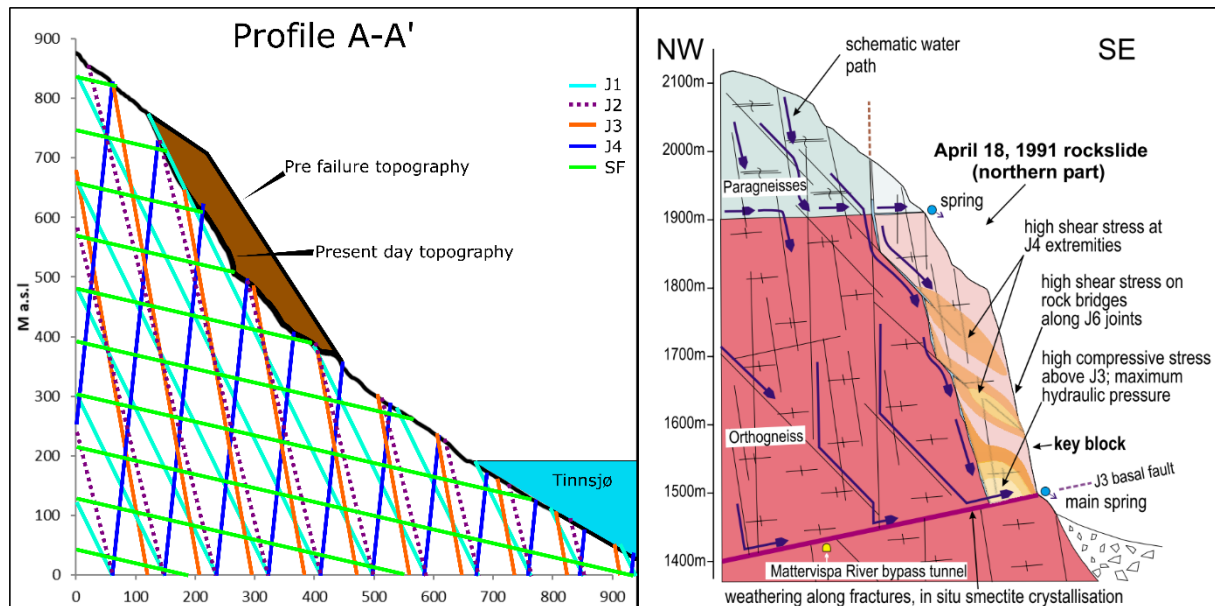 Profile A-A'
M a.s.l
900
800
700
600
500
400
300
200
100
0
0
100
200
300
400
500
600
700
800
900
J1
J2
J3
J4
SF
Pre failure topography
Present day topography
Tinnsjø
NW
SE
schematic water
path
2100m
2000m
1900m
1800m
1700m
1600m
1500m
1400m
April 18, 1991 rockslide
(northern part)
Paragneisses
spring
high shear stress at
J4 extremities
high shear stress on
rock bridges
along J6 joints
high compressive stress
above J3; maximum
hydraulic pressure
Orthogneiss
key block
J3 basal fault
main spring
Mattervispa River bypass tunnel
weathering along fractures, in situ smectite crystallisation